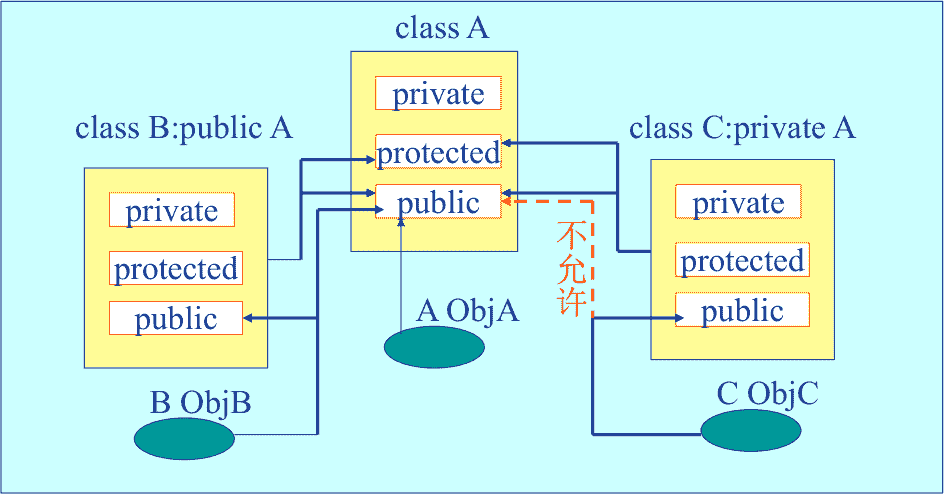 class A
private
protected
public
class B:public A
private
protected
public
class C:private A
private
protected
public
不允许
A ObjA
B ObjB
C ObjC